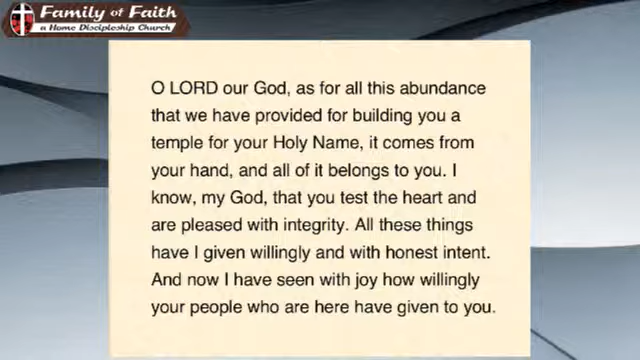 Family of Faith
a Home Discipleship Church
O LORD our God, as for all this abundance
that we have provided for building you a
temple for your Holy Name, it comes from
your hand, and all of it belongs to you. I
know, my God, that you test the heart and
are pleased with integrity. All these things
have I given willingly and with honest intent.
And now I have seen with joy how willingly
your people who are here have given to you.